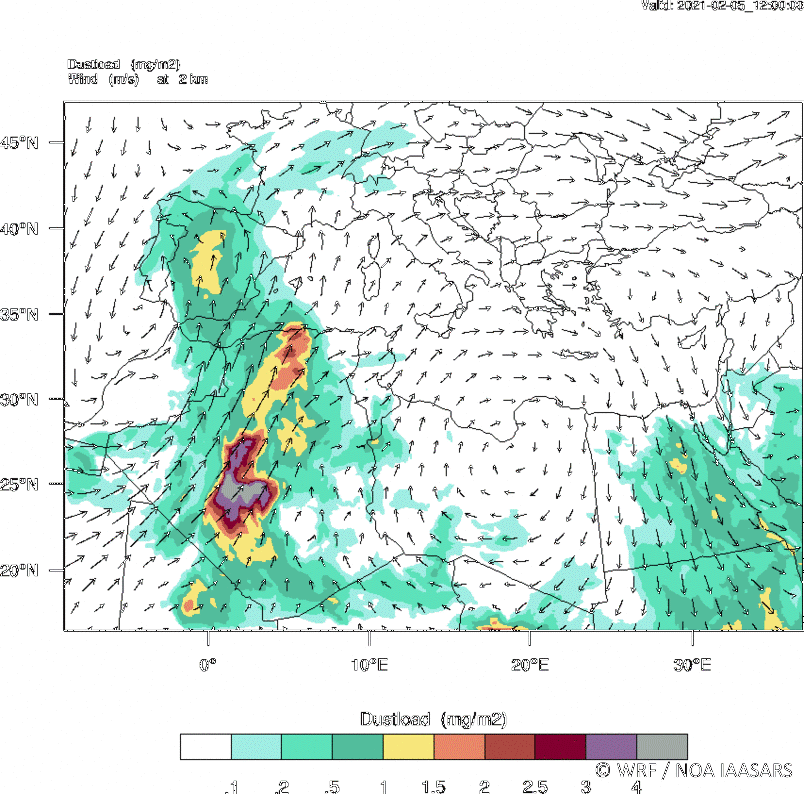 Valid: 2021-02-05_12:00:00
Dustload (mg/m2)
Wind (m/s) at 2 km
45°N
40°N
35°N
30°N
25°N
20°N
0° 10°E 20°E 30°E
Dustload (mg/m2)
.1 .2 .5 1 1.5 2 2.5 3 4
© WRF / NOA IAASARS